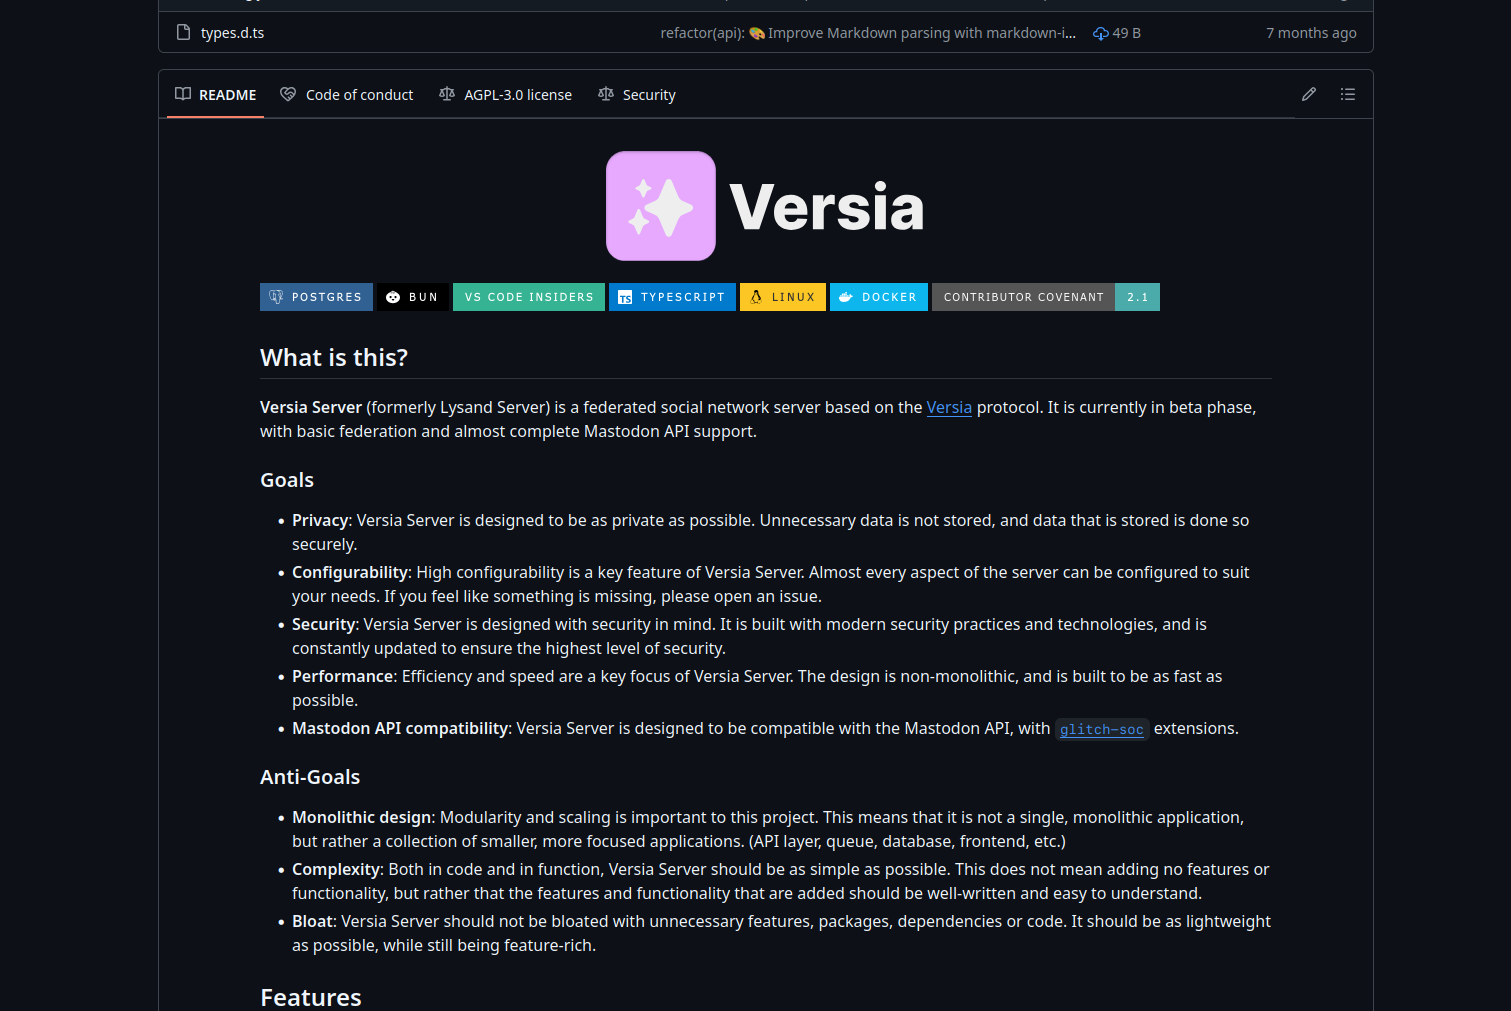 types.d.ts refactor(api): 🎨 Improve Markdown parsing with markdown-i... 49 B 7 months ago
README Code of conduct AGPL-3.0 license Security
Versia
POSTGRES BUN VS CODE INSIDERS TYPESCRIPT LINUX DOCKER CONTRIBUTOR COVENANT 2.1
What is this?
Versia Server (formerly Lysand Server) is a federated social network server based on the Versia protocol. It is currently in beta phase,
with basic federation and almost complete Mastodon API support.
Goals
• Privacy: Versia Server is designed to be as private as possible. Unnecessary data is not stored, and data that is stored is done so
securely.
• Configurability: High configurability is a key feature of Versia Server. Almost every aspect of the server can be configured to suit
your needs. If you feel like something is missing, please open an issue.
• Security: Versia Server is designed with security in mind. It is built with modern security practices and technologies, and is
constantly updated to ensure the highest level of security.
• Performance: Efficiency and speed are a key focus of Versia Server. The design is non-monolithic, and is built to be as fast as
possible.
• Mastodon API compatibility: Versia Server is designed to be compatible with the Mastodon API, with glitch-soc extensions.
Anti-Goals
• Monolithic design: Modularity and scaling is important to this project. This means that it is not a single, monolithic application,
but rather a collection of smaller, more focused applications. (API layer, queue, database, frontend, etc.)
• Complexity: Both in code and in function, Versia Server should be as simple as possible. This does not mean adding no features or
functionality, but rather that the features and functionality that are added should be well-written and easy to understand.
• Bloat: Versia Server should not be bloated with unnecessary features, packages, dependencies or code. It should be as lightweight
as possible, while still being feature-rich.
Features